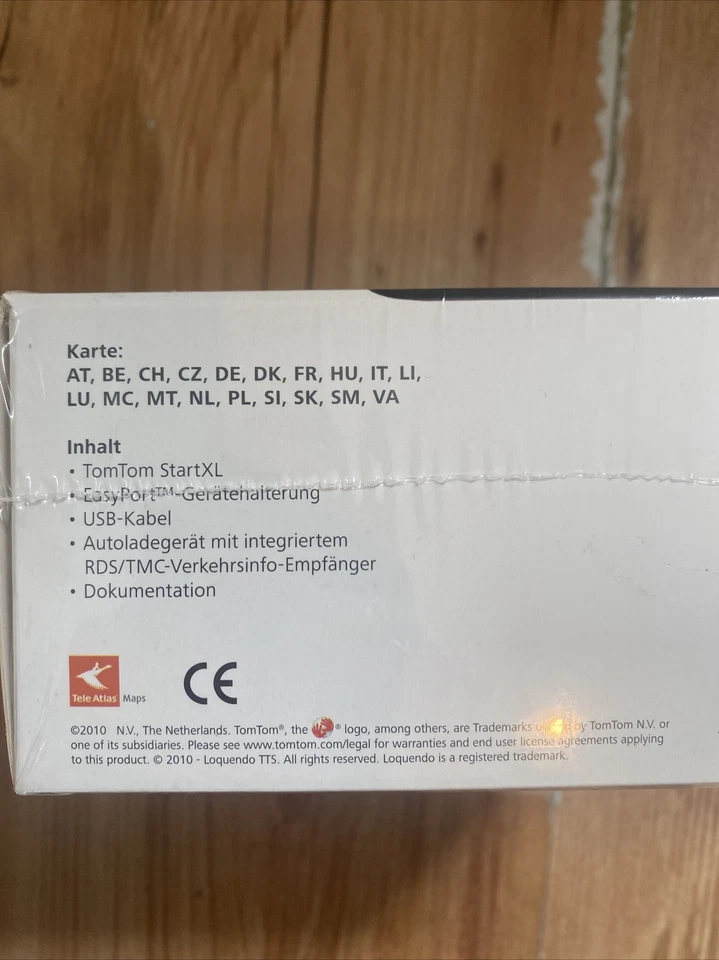 Karte:
AT, BE, CH, CZ, DE, DK, FR, HU, IT, LI,
LU, MC, MT, NL, PL, SI, SK, SM, VA
Inhalt
• TomTom StartXL
• EasyPort™-Gerätehalterung
• USB-Kabel
• Autoladegerät mit integriertem
RDS/TMC-Verkehrsinfo-Empfänger
• Dokumentation
Tele Atlas Maps
CE
©2010 N.V., The Netherlands. TomTom®, the ® logo, among others, are Trademarks by TomTom N.V. or
one of its subsidiaries. Please see www.tomtom.com/legal for warranties and end user license agreements applying
to this product. © 2010 - Loquendo TTS. All rights reserved. Loquendo is a registered trademark.